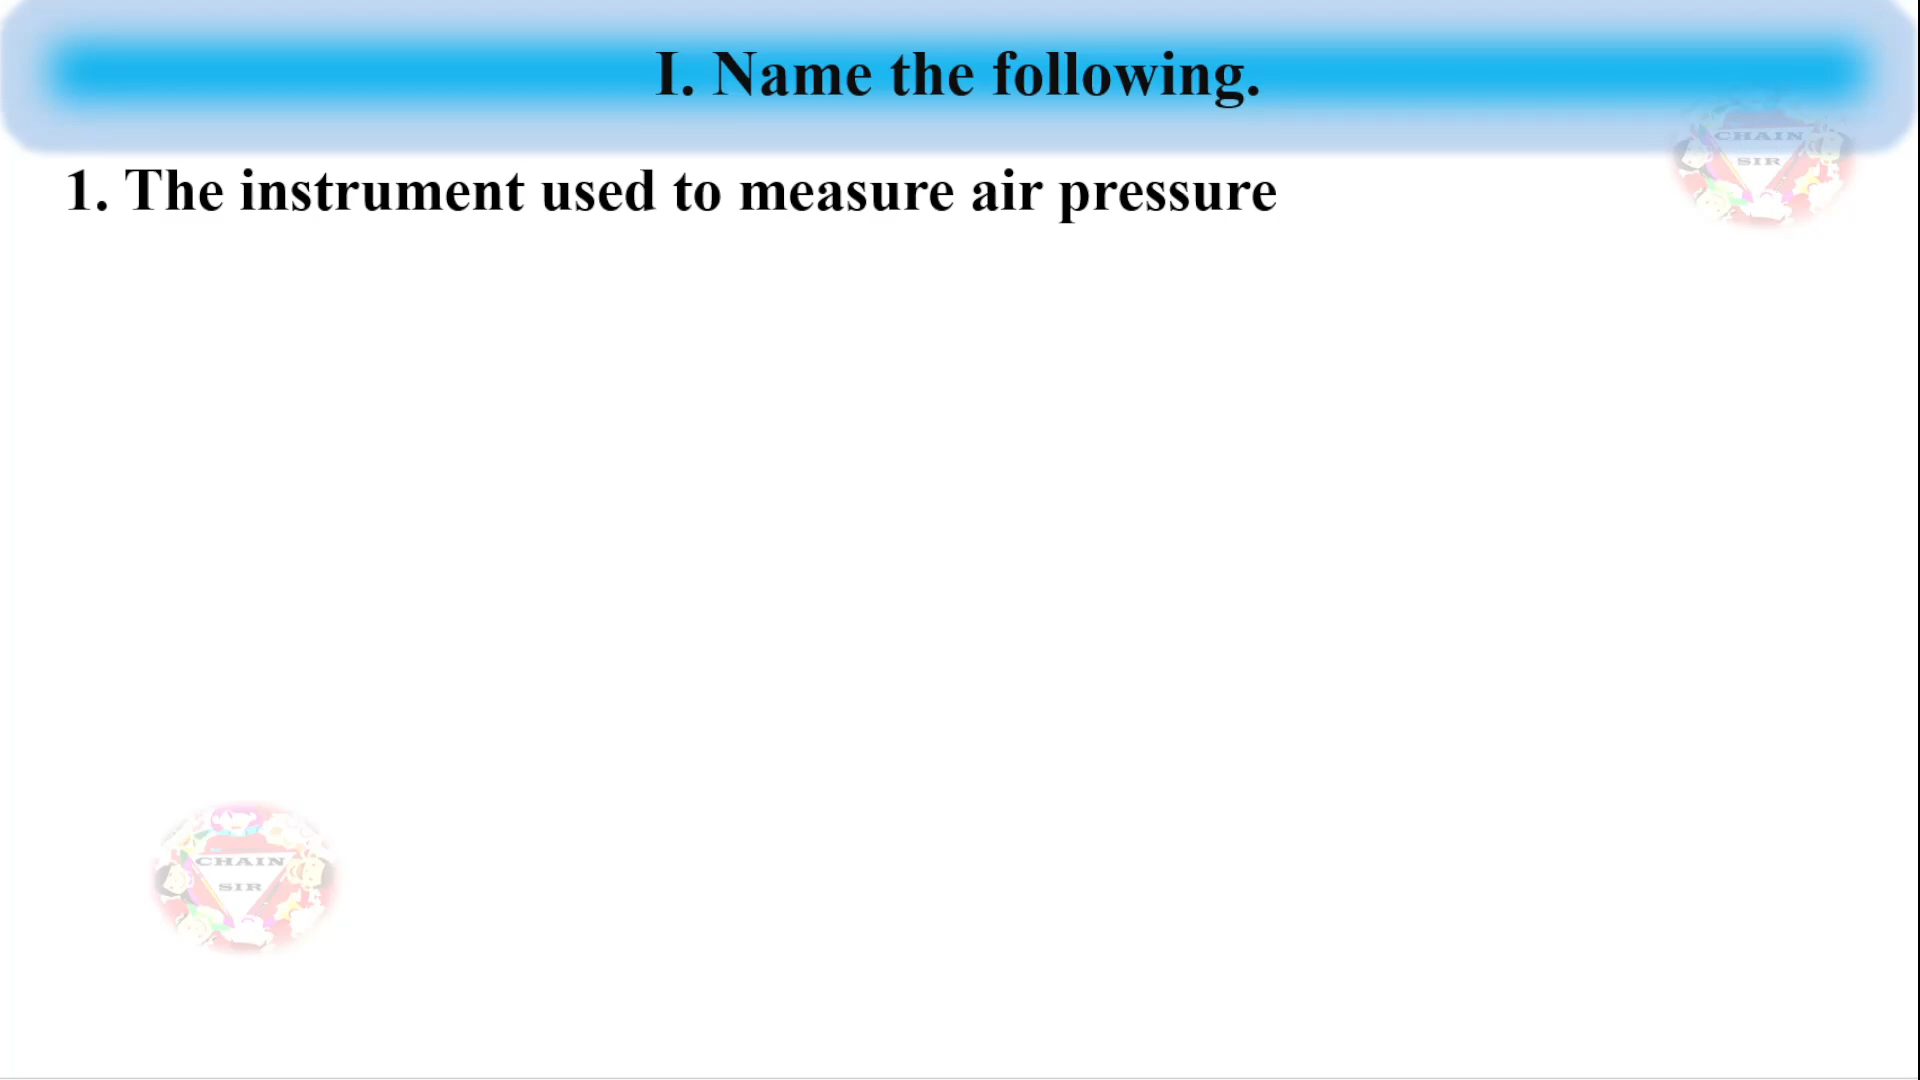 I. Name the following.
CHAIN
SIR
1. The instrument used to measure air pressure
CHAIN
SIR